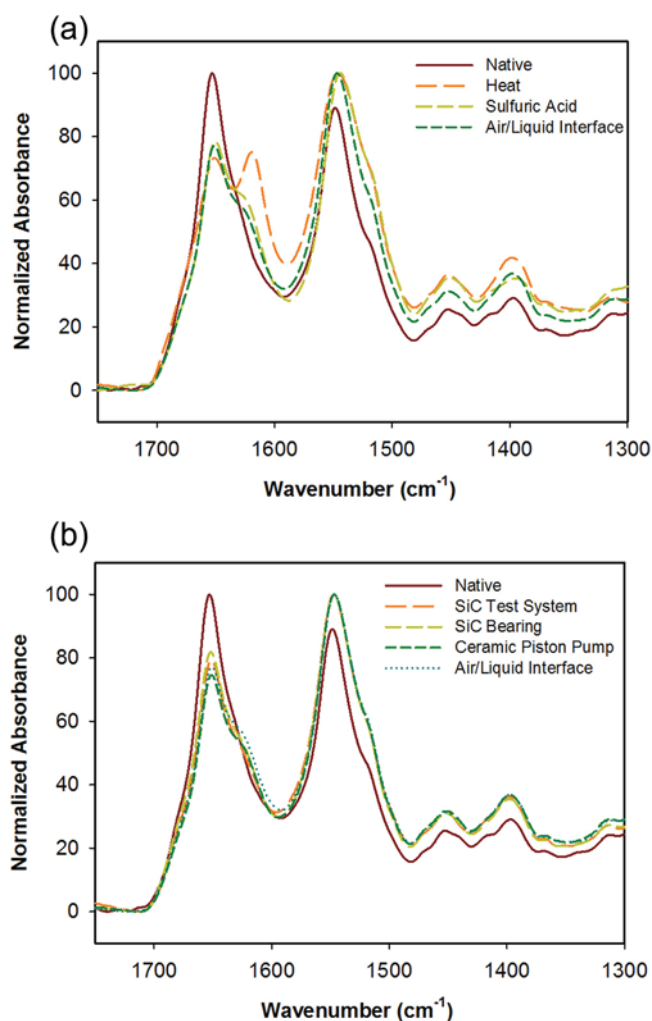 (a)
Native
Heat
Sulfuric Acid
Air/Liquid Interface
100
80
60
40
20
0
Normalized Absorbance
1700 1600 1500 1400 1300
Wavenumber (cm⁻¹)
(b)
Native
SiC Test System
SiC Bearing
Ceramic Piston Pump
Air/Liquid Interface
100
80
60
40
20
0
Normalized Absorbance
1700 1600 1500 1400 1300
Wavenumber (cm⁻¹)